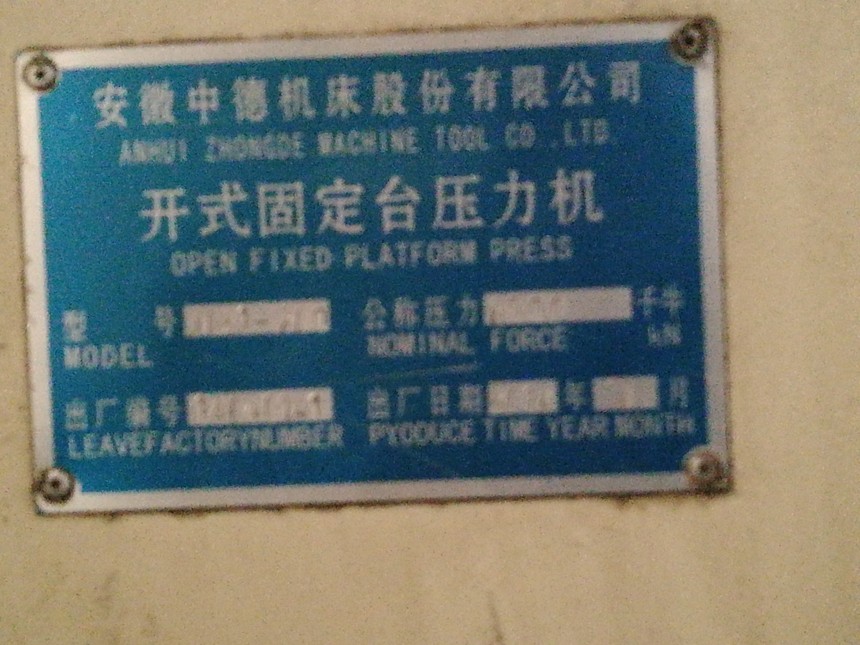 安徽中德机床股份有限公司
ANHUI ZHONGDE MACHINE TOOL CO.,LTD
开式固定台压力机
OPEN FIXED PLATFORM PRESS
型 号 公称压力 千牛
MODEL NOMINAL FORCE kN
出厂编号 出厂日期 年 月
LEAVEFACTORYNUMBER PYODUCE TIME YEAR MONTH